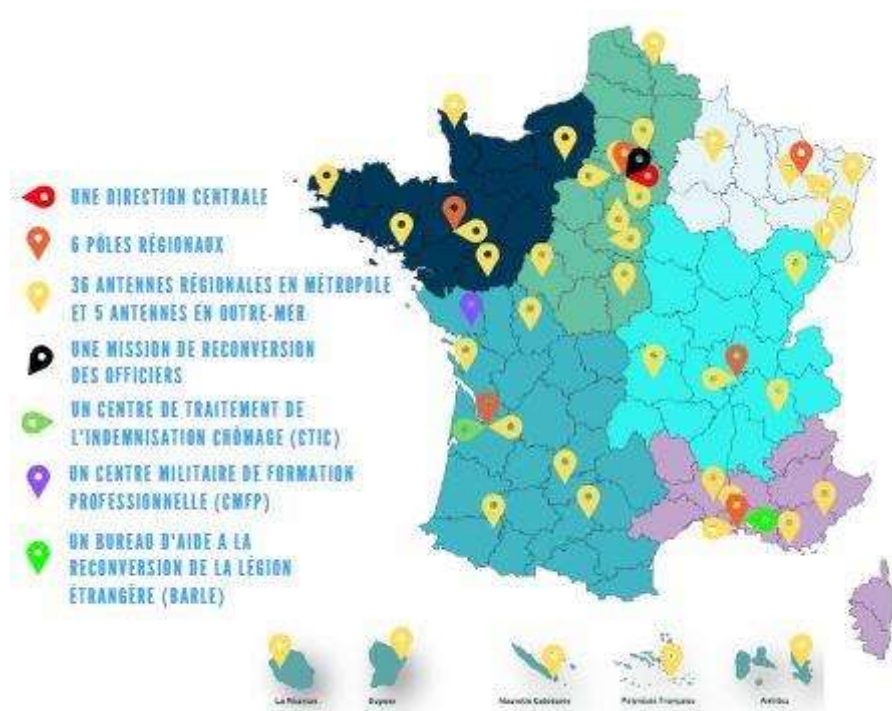 UNE DIRECTION CENTRALE
6 PÔLES RÉGIONAUX
36 ANTENNES RÉGIONALES EN MÉTROPOLE
ET 5 ANTENNES EN OUTRE-MER
UNE MISSION DE RECONVERSION
DES OFFICIERS
UN CENTRE DE TRAITEMENT DE
L'INDEMNISATION CHÔMAGE (CTIC)
UN CENTRE MILITAIRE DE FORMATION
PROFESSIONNELLE (CMFP)
UN BUREAU D'AIDE A LA
RECONVERSION DE LA LÉGION
ÉTRANGÈRE (BARLE)
La Réunion
Guyane
Nouvelle Calédonie
Polynésie Française
Antilles